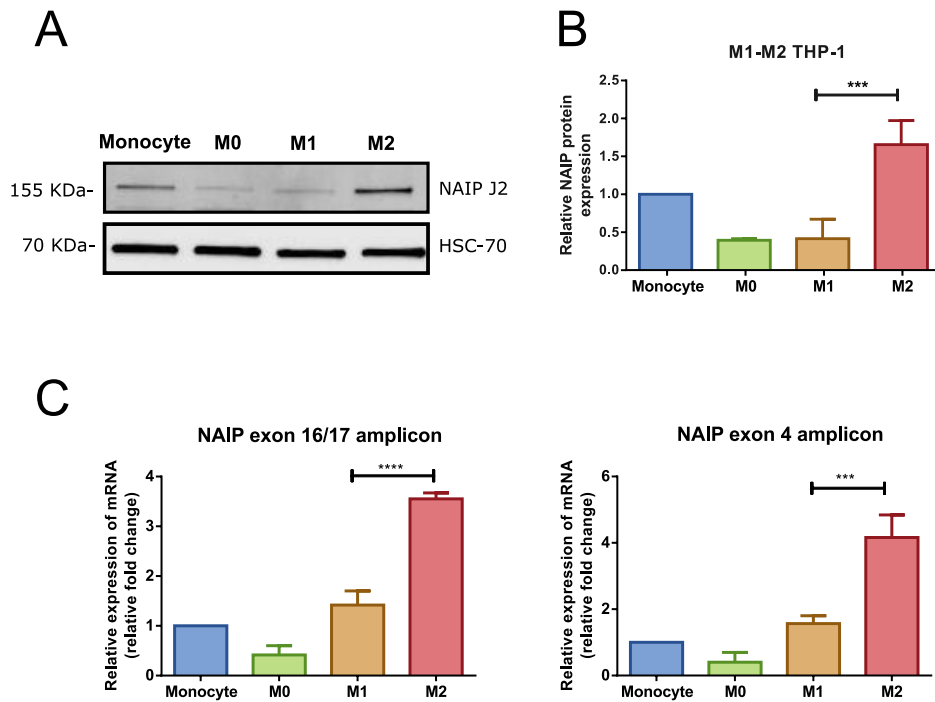 A
Monocyte M0 M1 M2
155 KDa- NAIP J2
70 KDa- HSC-70
B
M1-M2 THP-1
Relative NAIP protein
expression
2.5
2.0
1.5
1.0
0.5
0.0
***
Monocyte M0 M1 M2
C
NAIP exon 16/17 amplicon
Relative expression of mRNA
(relative fold change)
4
3
2
1
0
****
Monocyte M0 M1 M2
NAIP exon 4 amplicon
Relative expression of mRNA
(relative fold change)
6
4
2
0
***
Monocyte M0 M1 M2